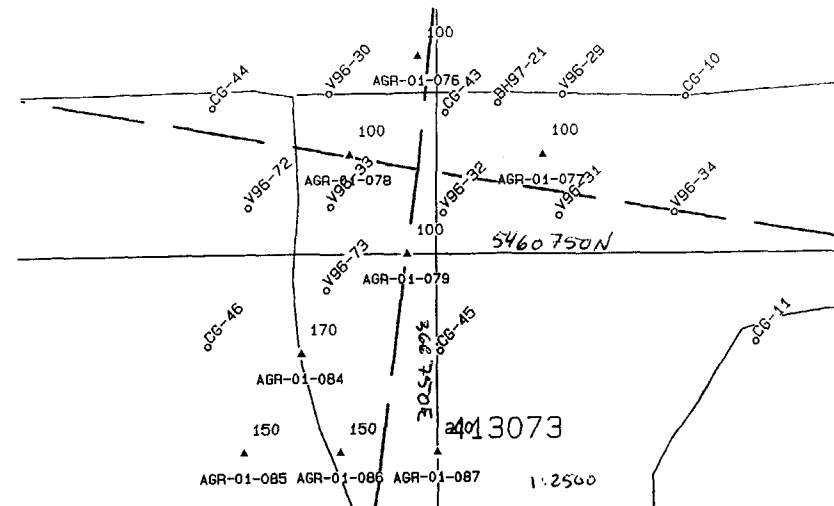 100
CG-44
V96-30
AGR-01-076
CG-43
BH97-21
V96-29
CG-10
100
100
AGR-01-078
V96-72
V96-33
V96-32
AGR-01-077
V96-31
V96-34
100
5460750N
V96-73
AGR-01-079
CG-46
170
368750E
CG-45
CG-11
AGR-01-084
150
150
413073
AGR-01-085
AGR-01-086
AGR-01-087
1:2500